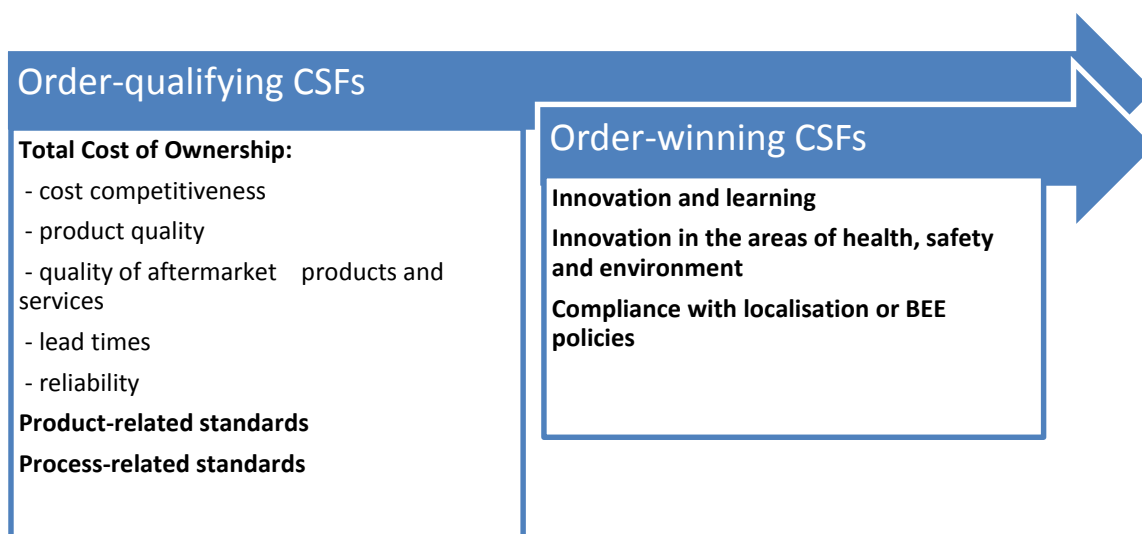 Order-qualifying CSFs
Total Cost of Ownership:
- cost competitiveness
- product quality
- quality of aftermarket products and
services
- lead times
- reliability
Product-related standards
Process-related standards
Order-winning CSFs
Innovation and learning
Innovation in the areas of health, safety
and environment
Compliance with localisation or BEE
policies